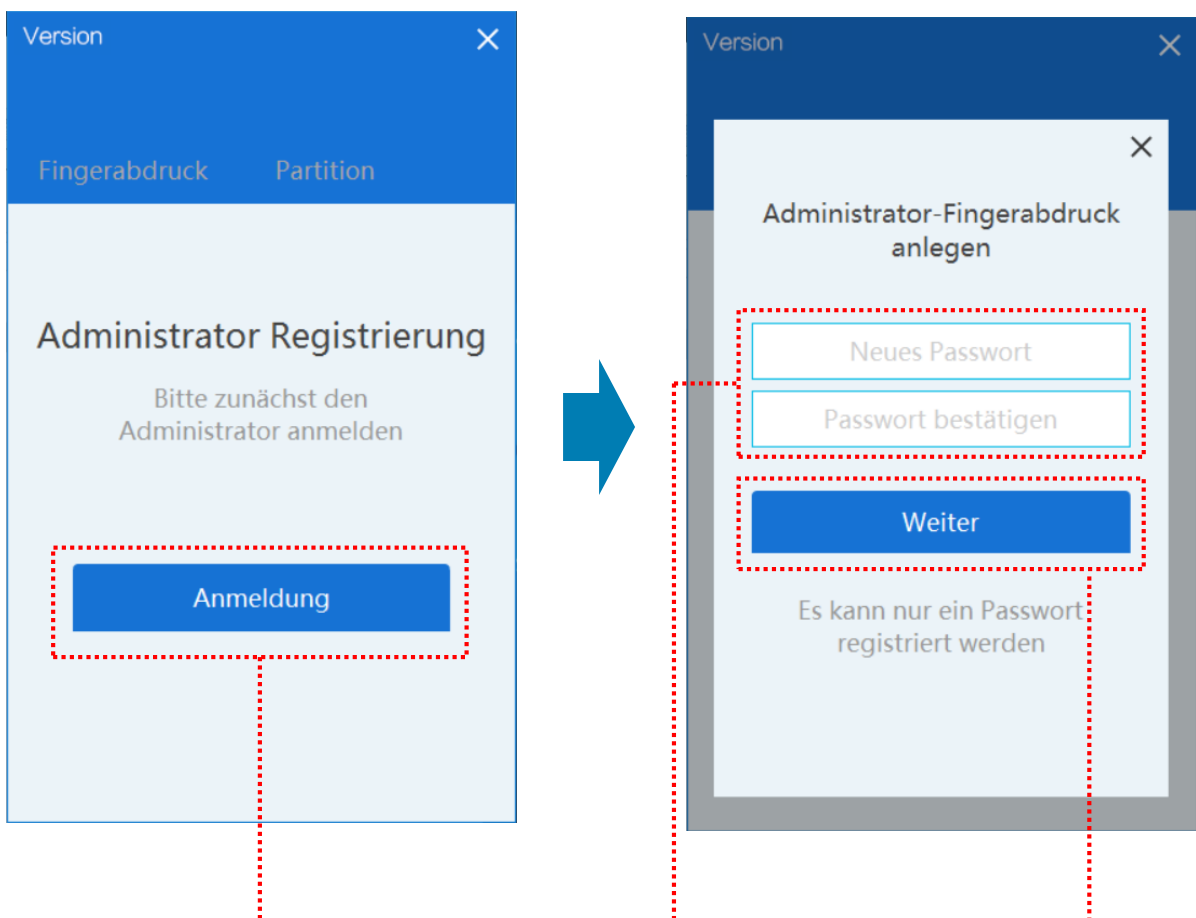 Version
Fingerabdruck Partition
Administrator Registrierung
Bitte zunächst den
Administrator anmelden
Anmeldung
Version
Administrator-Fingerabdruck
anlegen
Neues Passwort
Passwort bestätigen
Weiter
Es kann nur ein Passwort
registriert werden